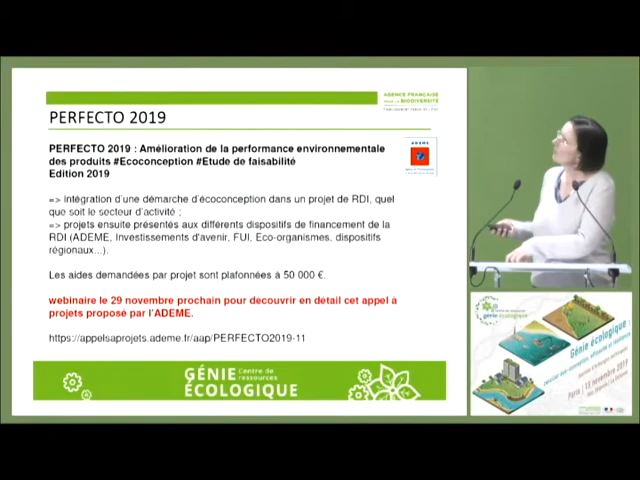 AGENCE FRANÇAISE
POUR LA BIODIVERSITÉ
PERFECTO 2019
PERFECTO 2019 : Amélioration de la performance environnementale
des produits #Ecoconception #Etude de faisabilité
Edition 2019
ADEME
=> intégration d'une démarche d'écoconception dans un projet de RDI, quel
que soit le secteur d'activité ;
=> projets ensuite présentés aux différents dispositifs de financement de la
RDI (ADEME, Investissements d'avenir, FUI, Eco-organismes, dispositifs
régionaux...).
Les aides demandées par projet sont plafonnées à 50 000 €.
webinaire le 29 novembre prochain pour decouvrir en détail cet appel à
projets proposé par l'ADEME.
https://appelsaprojets.ademe.fr/aap/PERFECTO2019-11
GÉNIE Centre de
ressources
ÉCOLOGIQUE
génie écologique
Génie écologique :
Paris | 13 novembre 2018